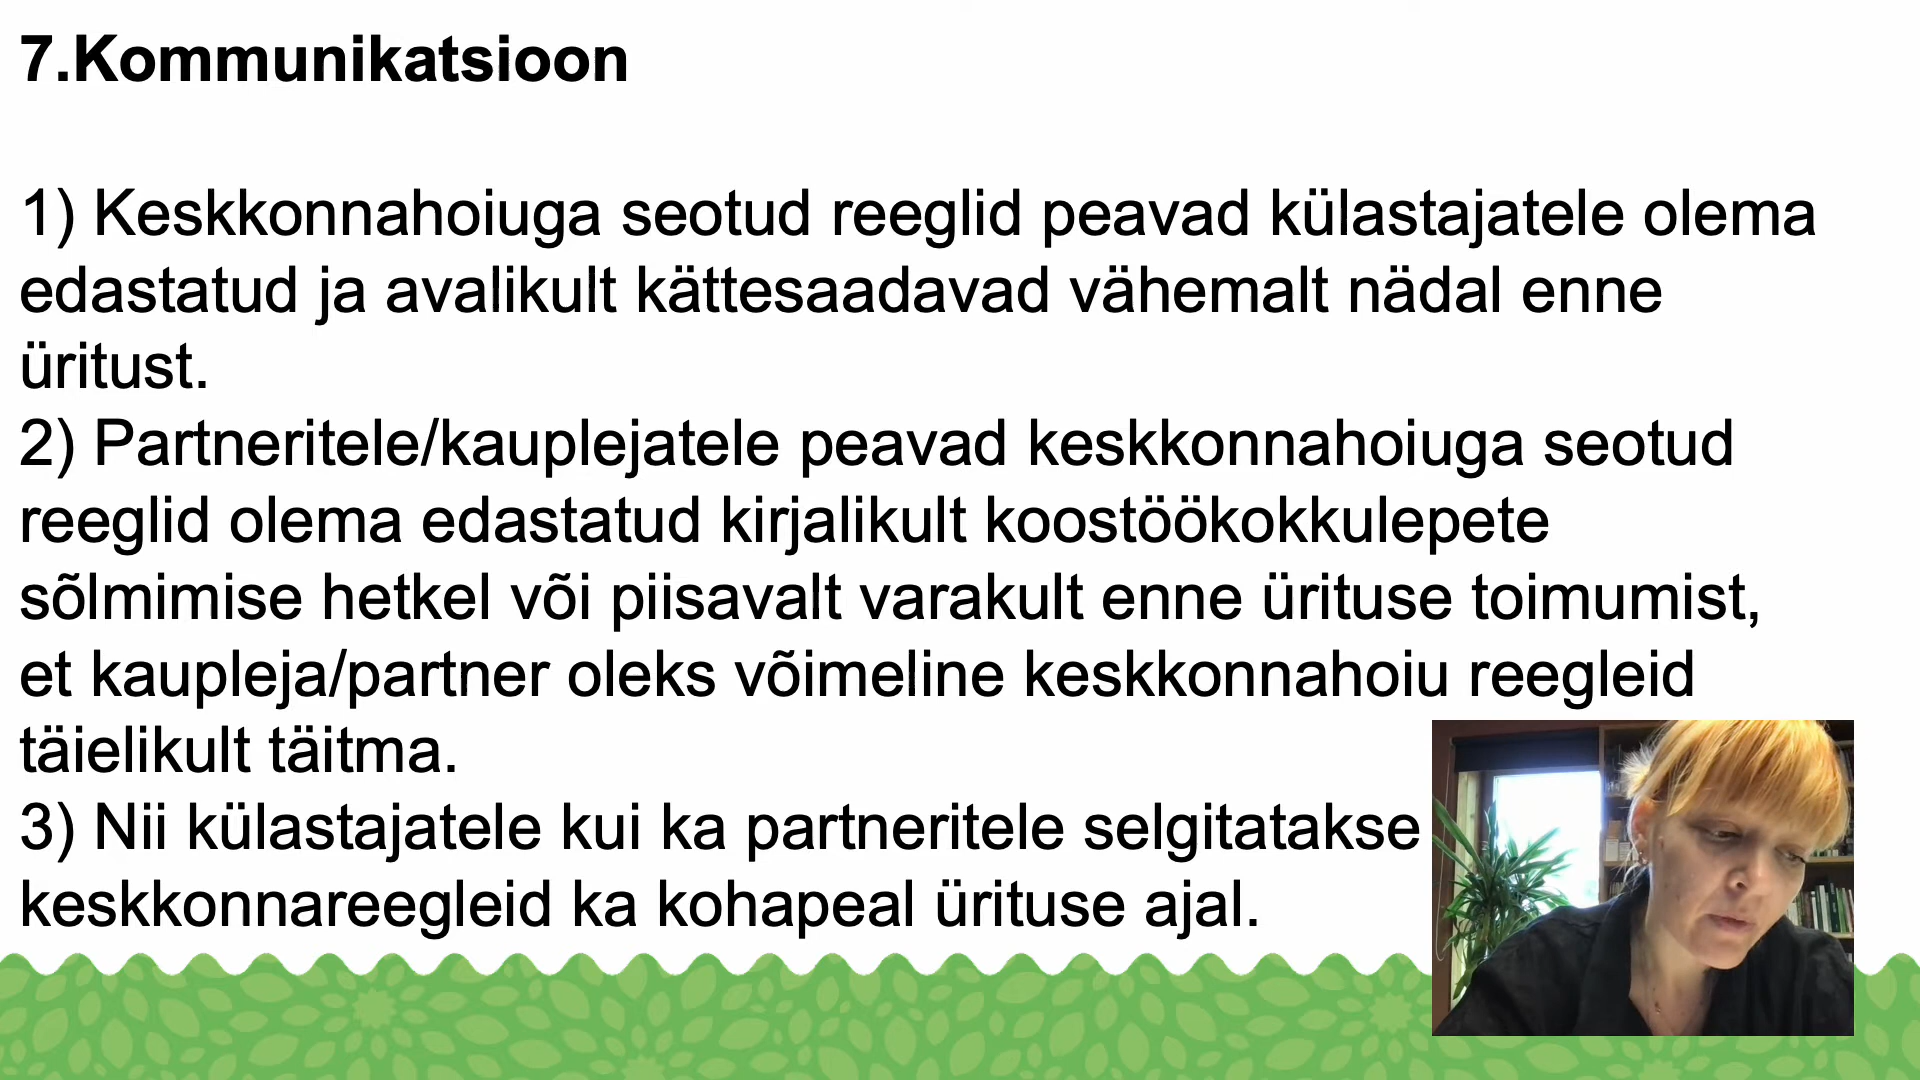 7.Kommunikatsioon
1) Keskkonnahoiuga seotud reeglid peavad külastajatele olema
edastatud ja avalikult kättesaadavad vähemalt nädal enne
üritust.
2) Partneritele/kauplejatele peavad keskkonnahoiuga seotud
reeglid olema edastatud kirjalikult koostöökokkulepete
sõlmimise hetkel või piisavalt varakult enne ürituse toimumist,
et kaupleja/partner oleks võimeline keskkonnahoiu reegleid
täielikult täitma.
3) Nii külastajatele kui ka partneritele selgitatakse
keskkonnareegleid ka kohapeal ürituse ajal.